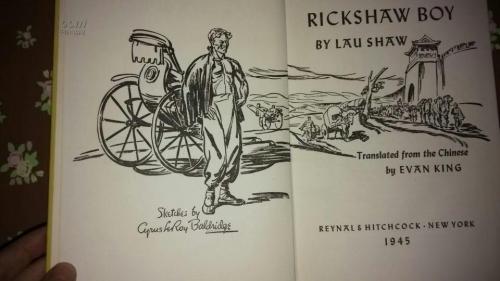 Sketches by
Cyrus LeRoy Baldridge
RICKSHAW BOY
BY LAU SHAW
Translated from the Chinese
by EVAN KING
REYNAL & HITCHCOCK · NEW YORK
1945